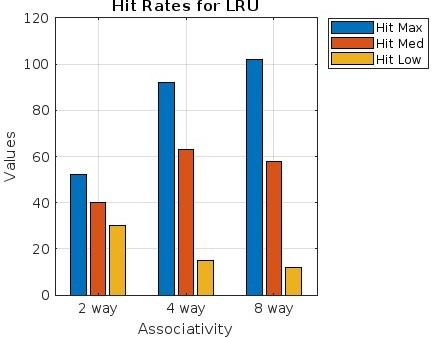 Hit Rates for LRU
120
100
80
60
40
20
0
Values
2 way
4 way
8 way
Associativity
Hit Max
Hit Med
Hit Low